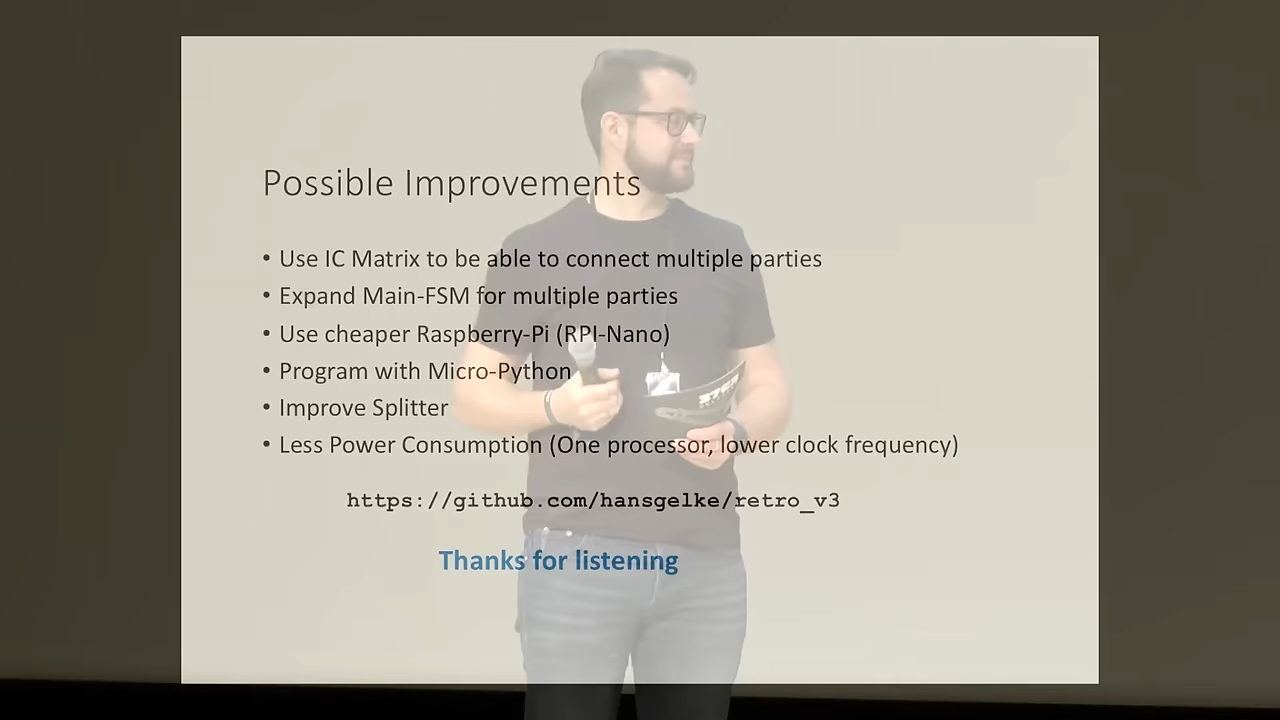 Possible Improvements
• Use IC Matrix to be able to connect multiple parties
• Expand Main-FSM for multiple parties
• Use cheaper Raspberry-Pi (RPI-Nano)
• Program with Micro-Python
• Improve Splitter
• Less Power Consumption (One processor, lower clock frequency)
https://github.com/hansgelke/retro_v3
Thanks for listening